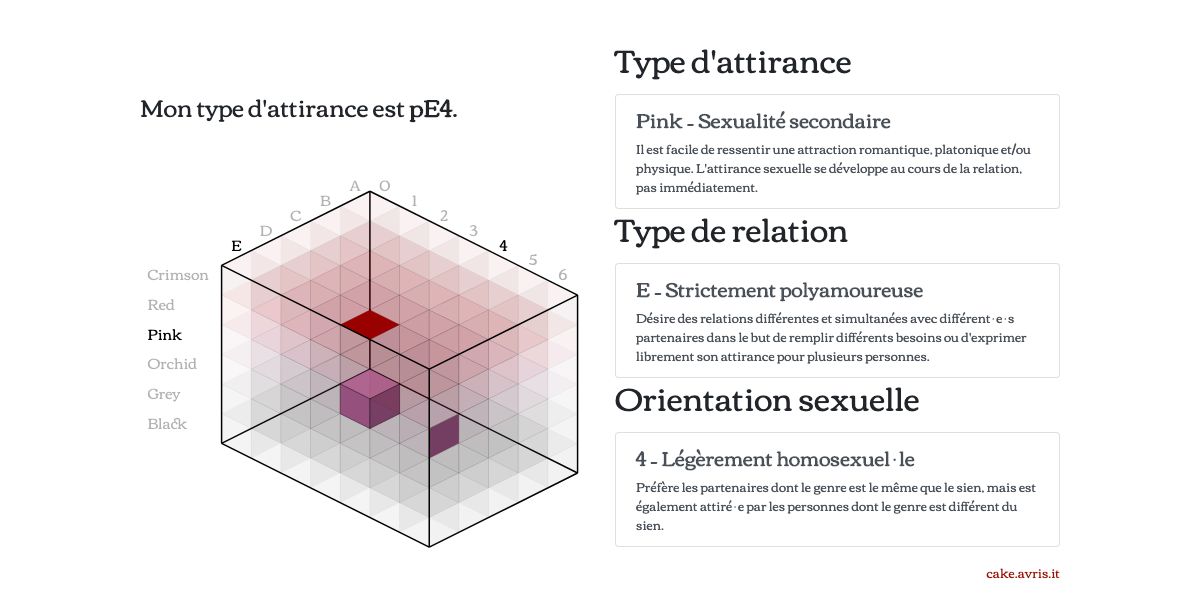 Mon type d'attirance est pE4.
A
O
B
1
C
2
D
3
E
4
5
6
Crimson
Red
Pink
Orchid
Grey
Black
Type d'attirance
Pink - Sexualité secondaire
Il est facile de ressentir une attraction romantique, platonique et/ou
physique. L'attirance sexuelle se développe au cours de la relation,
pas immédiatement.
Type de relation
E - Strictement polyamoureuse
Désire des relations différentes et simultanées avec différent·e·s
partenaires dans le but de remplir différents besoins ou d'exprimer
librement son attirance pour plusieurs personnes.
Orientation sexuelle
4 - Légèrement homosexuel·le
Préfère les partenaires dont le genre est le même que le sien, mais est
également attiré·e par les personnes dont le genre est différent du
sien.
cake.avris.it